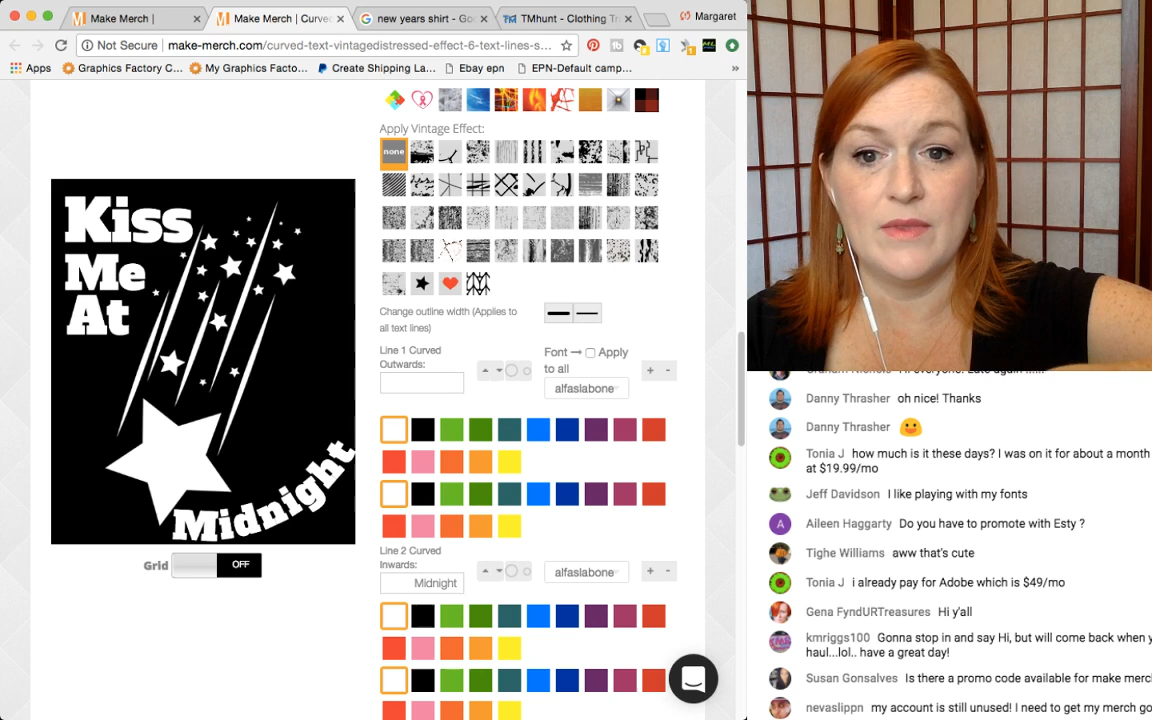 Make Merch |
Make Merch | Curve
new years shirt - Go
TMhunt - Clothing Tr
Margaret
Not Secure | make-merch.com/curved-text-vintagedistressed-effect-6-text-lines-s...
Apps
Graphics Factory C...
My Graphics Facto...
Create Shipping La...
Ebay epn
EPN-Default camp...
»
Apply Vintage Effect:
none
Kiss
Me
At
Midnight
Grid
OFF
Change outline width (Applies to
all text lines)
Line 1 Curved
Outwards:
Font → Apply
to all
alfaslabone
+ -
Line 2 Curved
Inwards:
Midnight
alfaslabone
+ -
Danny Thrasher oh nice! Thanks
Danny Thrasher
Tonia J how much is it these days? I was on it for about a month
at $19.99/mo
Jeff Davidson I like playing with my fonts
A
Aileen Haggarty Do you have to promote with Esty ?
Tighe Williams aww that's cute
Tonia J i already pay for Adobe which is $49/mo
Gena FyndURTreasures Hi y'all
kmriggs100 Gonna stop in and say Hi, but will come back when y
haul...lol.. have a great day!
Susan Gonsalves Is there a promo code available for make merc
nevaslippn my account is still unused! I need to get my merch go